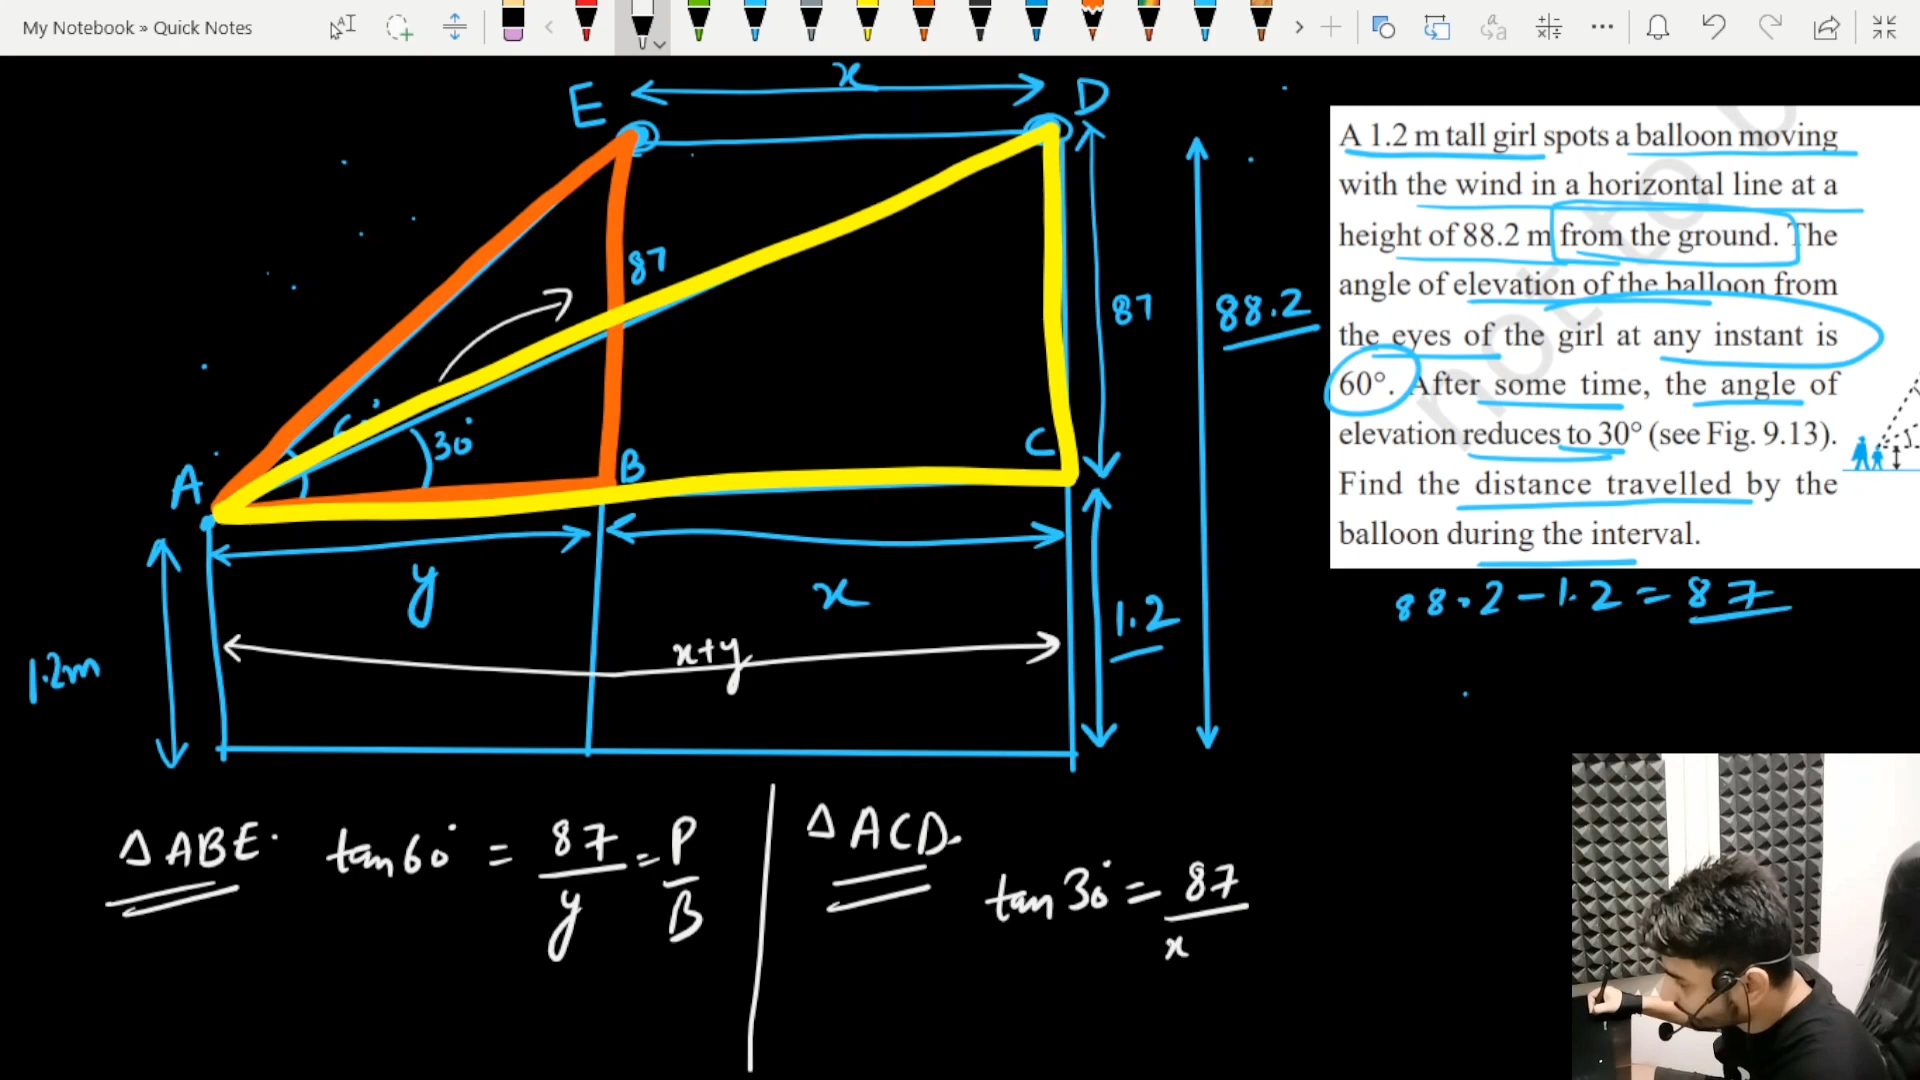 My Notebook » Quick Notes
x
E
D
A 1.2 m tall girl spots a balloon moving
with the wind in a horizontal line at a
height of 88.2 m from the ground. The
angle of elevation of the balloon from
the eyes of the girl at any instant is
60°. After some time, the angle of
elevation reduces to 30° (see Fig. 9.13).
Find the distance travelled by the
balloon during the interval.
87
87
88.2
30°
A
B
C
y
x
88.2 - 1.2 = 87
1.2
x+y
1.2m
Δ ABE. tan 60° = 87/y = P/B
Δ ACD. tan 30° = 87/x